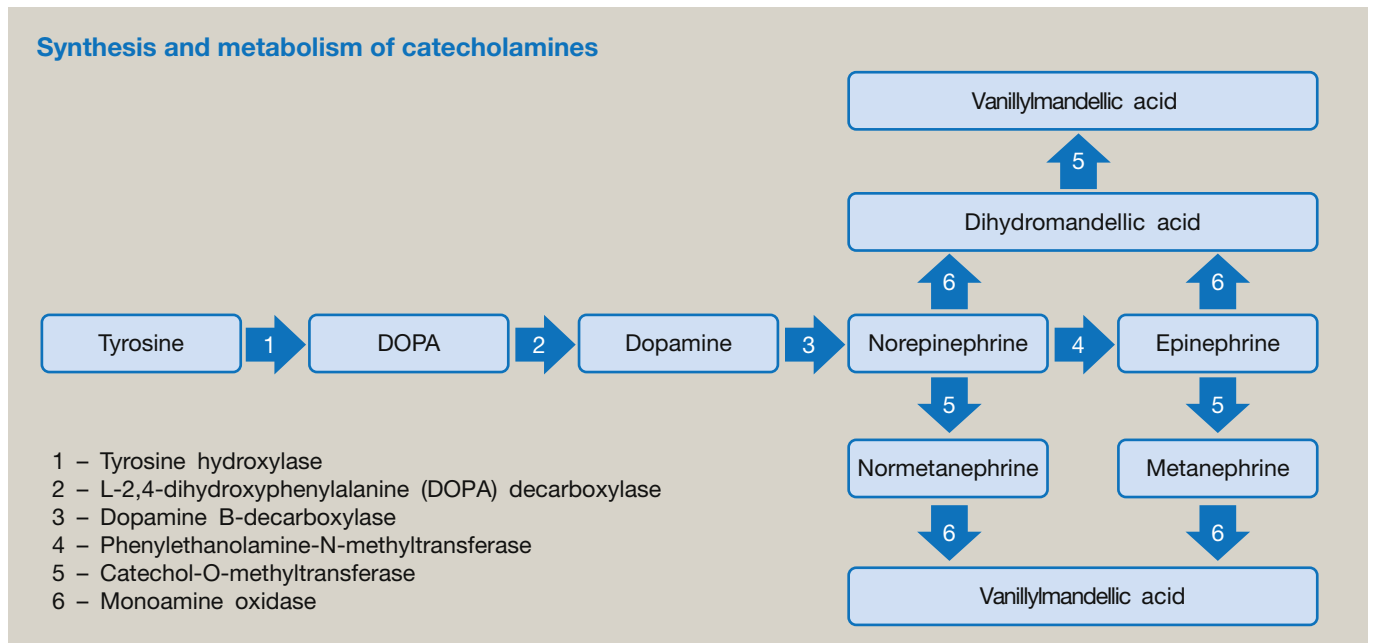 Synthesis and metabolism of catecholamines
Vanillylmandellic acid
5
Dihydromandellic acid
6
6
Tyrosine
1
DOPA
2
Dopamine
3
Norepinephrine
4
Epinephrine
5
5
Normetanephrine
Metanephrine
6
6
Vanillylmandellic acid
1 – Tyrosine hydroxylase
2 – L-2,4-dihydroxyphenylalanine (DOPA) decarboxylase
3 – Dopamine B-decarboxylase
4 – Phenylethanolamine-N-methyltransferase
5 – Catechol-O-methyltransferase
6 – Monoamine oxidase